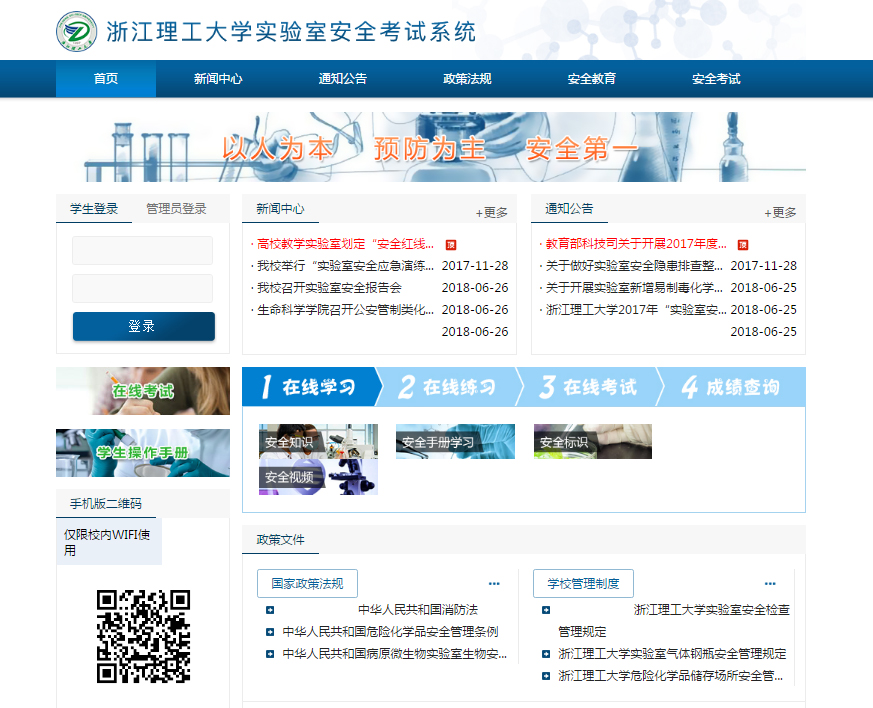 浙江理工大学实验室安全考试系统
首页 新闻中心 通知公告 政策法规 安全教育 安全考试
以人为本 预防为主 安全第一
学生登录 管理员登录
登录
新闻中心 +更多
· 高校教学实验室划定“安全红线... 顶
· 我校举行“实验室安全应急演练... 2017-11-28
· 我校召开实验室安全报告会 2018-06-26
· 生命科学学院召开公安管制类化... 2018-06-26
2018-06-26
通知公告 +更多
· 教育部科技司关于开展2017年度... 顶
· 关于做好实验室安全隐患排查整... 2017-11-28
· 关于开展实验室新增易制毒化学... 2018-06-25
· 浙江理工大学2017年“实验室安... 2018-06-25
2018-06-25
在线考试
学生操作手册
手机版二维码
仅限校内WIFI使
用
1 在线学习 2 在线练习 3 在线考试 4 成绩查询
安全知识 安全手册学习 安全标识
安全视频
政策文件
国家政策法规 ...
中华人民共和国消防法
中华人民共和国危险化学品安全管理条例
中华人民共和国病原微生物实验室生物安...
学校管理制度 ...
浙江理工大学实验室安全检查
管理规定
浙江理工大学实验室气体钢瓶安全管理规定
浙江理工大学危险化学品储存场所安全管...